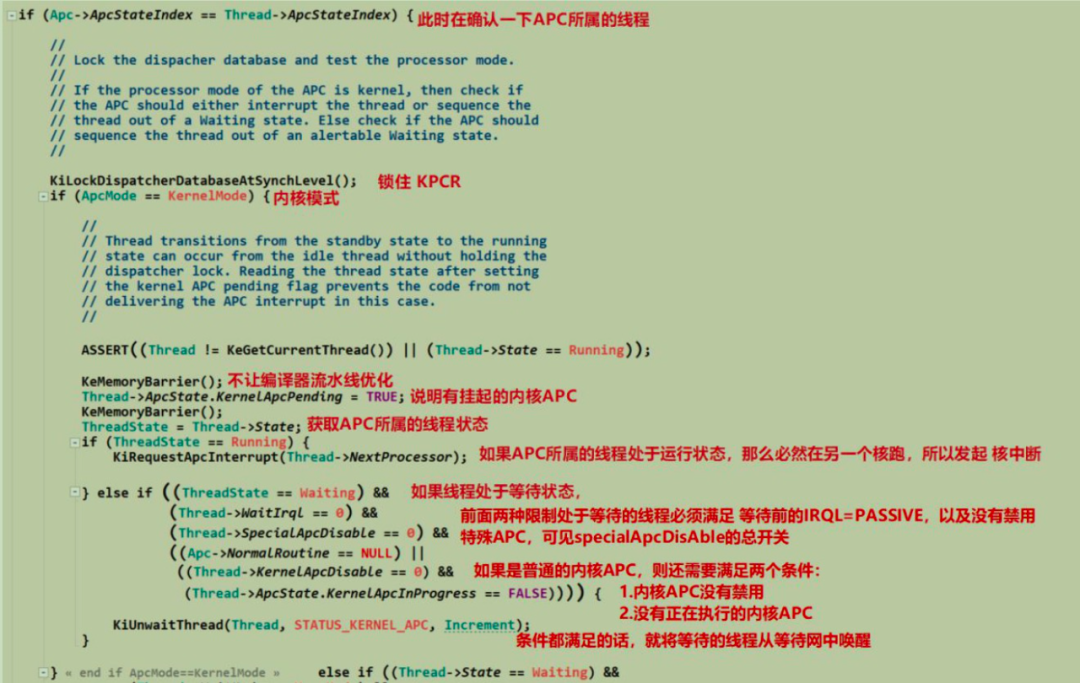 if (Apc->ApcStateIndex == Thread->ApcStateIndex) { 此时在确认一下APC所属的线程
//
// Lock the dispacher database and test the processor mode.
//
// If the processor mode of the APC is kernel, then check if
// the APC should either interrupt the thread or sequence the
// thread out of a Waiting state. Else check if the APC should
// sequence the thread out of an alertable Waiting state.
//
KiLockDispatcherDatabaseAtSynchLevel(); 锁住 KPCR
if (ApcMode == KernelMode) { 内核模式
//
// Thread transitions from the standby state to the running
// state can occur from the idle thread without holding the
// dispatcher lock. Reading the thread state after setting
// the kernel APC pending flag prevents the code from not
// delivering the APC interrupt in this case.
//
ASSERT((Thread != KeGetCurrentThread()) || (Thread->State == Running));
KeMemoryBarrier(); 不让编译器流水线优化
Thread->ApcState.KernelApcPending = TRUE; 说明有挂起的内核APC
KeMemoryBarrier();
ThreadState = Thread->State; 获取APC所属的线程状态
if (ThreadState == Running) {
KiRequestApcInterrupt(Thread->NextProcessor); 如果APC所属的线程处于运行状态，那么必然在另一个核跑，所以发起 核中断
} else if ((ThreadState == Waiting) && 如果线程处于等待状态，
(Thread->WaitIrql == 0) && 前面两种限制处于等待的线程必须满足 等待前的IRQL=PASSIVE，以及没有禁用
(Thread->SpecialApcDisable == 0) && 特殊APC，可见specialApcDisAble的总开关
((Apc->NormalRoutine == NULL) ||
((Thread->KernelApcDisable == 0) && 如果是普通的内核APC，则还需要满足两个条件：
(Thread->ApcState.KernelApcInProgress == FALSE)))) { 1.内核APC没有禁用
2.没有正在执行的内核APC
KiUnwaitThread(Thread, STATUS_KERNEL_APC, Increment);
条件都满足的话，就将等待的线程从等待网中唤醒
}
} « end if ApcMode==KernelMode » else if ((Thread->State == Waiting) &&